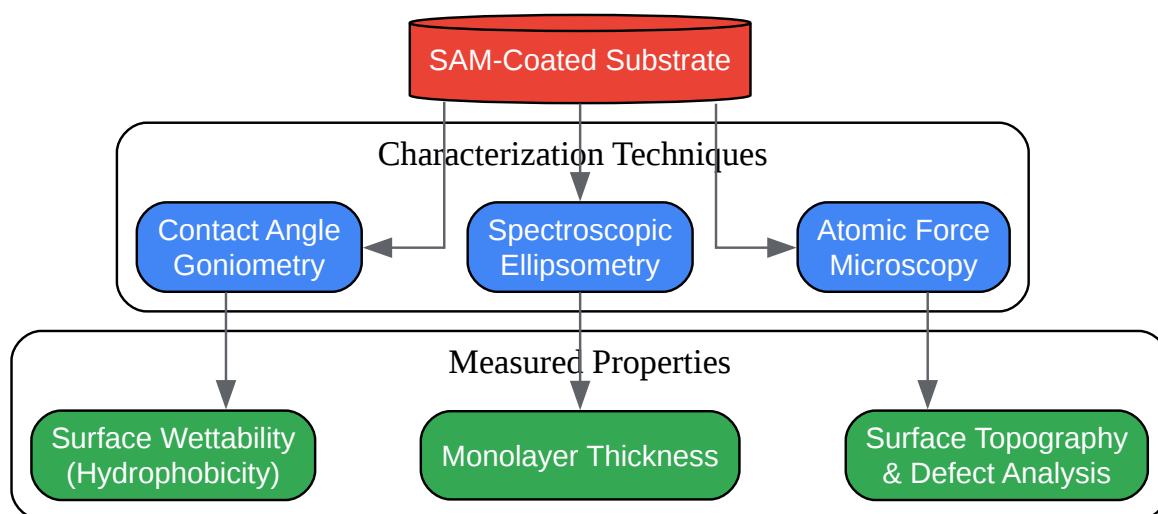 SAM-Coated Substrate
Characterization Techniques
Contact Angle
Goniometry
Spectroscopic
Ellipsometry
Atomic Force
Microscopy
Measured Properties
Surface Wettability
(Hydrophobicity)
Monolayer Thickness
Surface Topography
& Defect Analysis